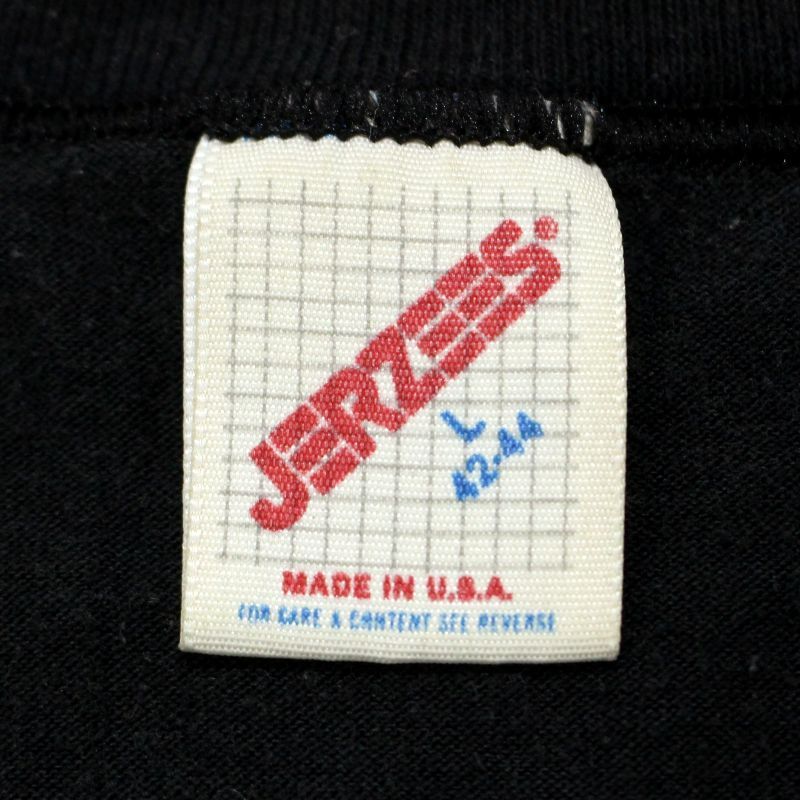 JERZEES®
L
42-44
MADE IN U.S.A.
FOR CARE & CONTENT SEE REVERSE